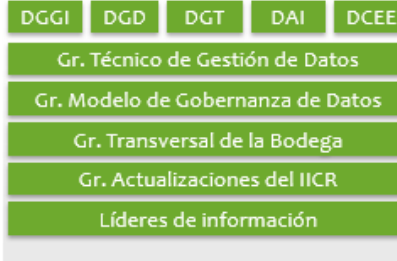 DGGI DGD DGT DAI DCEE
Gr. Técnico de Gestión de Datos
Gr. Modelo de Gobernanza de Datos
Gr. Transversal de la Bodega
Gr. Actualizaciones del IICR
Líderes de información